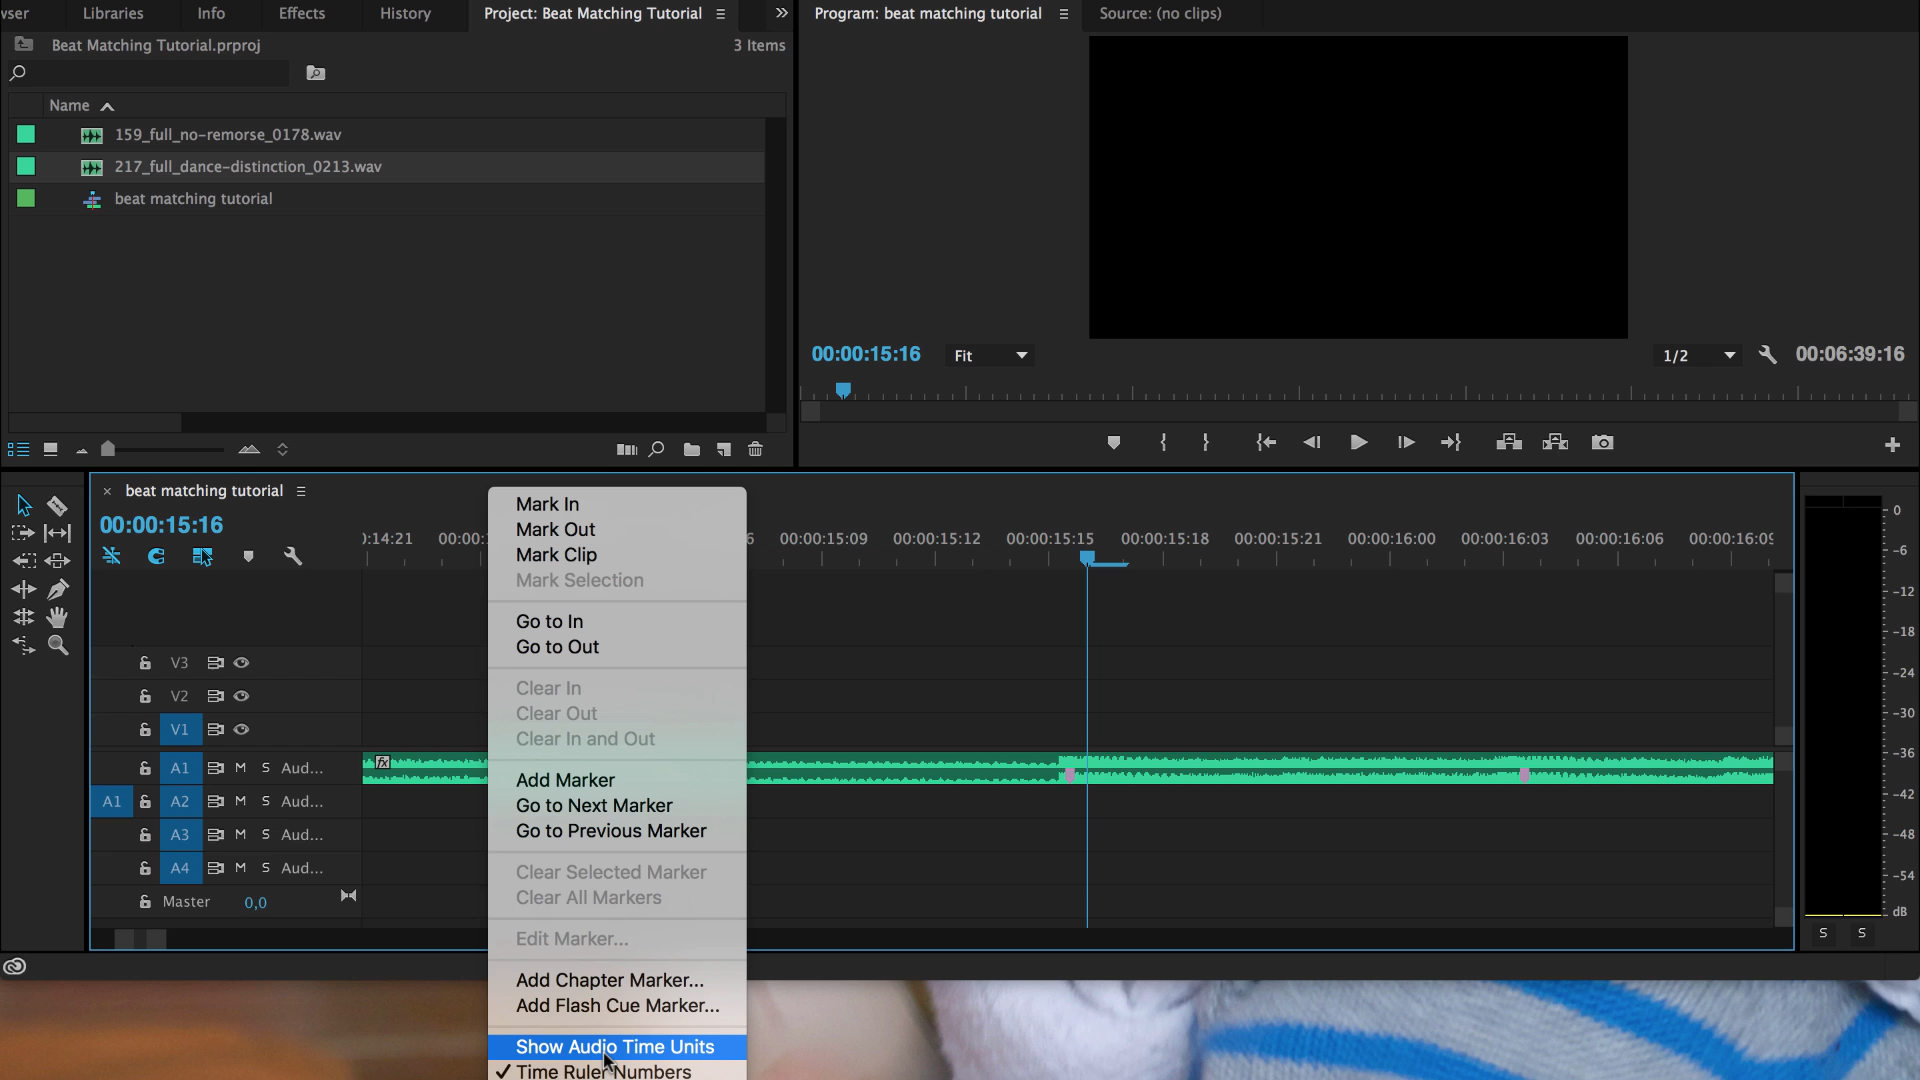 wser
Libraries
Info
Effects
History
Project: Beat Matching Tutorial
Program: beat matching tutorial
Source: (no clips)
Beat Matching Tutorial.prproj
3 Items
Name
159_full_no-remorse_0178.wav
217_full_dance-distinction_0213.wav
beat matching tutorial
00:00:15:16
Fit
1/2
00:06:39:16
beat matching tutorial
00:00:15:16
):14:21
00:00:
6
00:00:15:09
00:00:15:12
00:00:15:15
00:00:15:18
00:00:15:21
00:00:16:00
00:00:16:03
00:00:16:06
00:00:16:09
Mark In
Mark Out
Mark Clip
Mark Selection
Go to In
Go to Out
Clear In
Clear Out
Clear In and Out
Add Marker
Go to Next Marker
Go to Previous Marker
Clear Selected Marker
Clear All Markers
Edit Marker...
Add Chapter Marker...
Add Flash Cue Marker...
Show Audio Time Units
✓ Time Ruler Numbers
V3
V2
V1
fx
A1 M S Aud...
A1 A2 M S Aud...
A3 M S Aud...
A4 M S Aud...
Master 0,0
0
-6
-12
-18
-24
-30
-36
-42
-48
-54
dB
S S